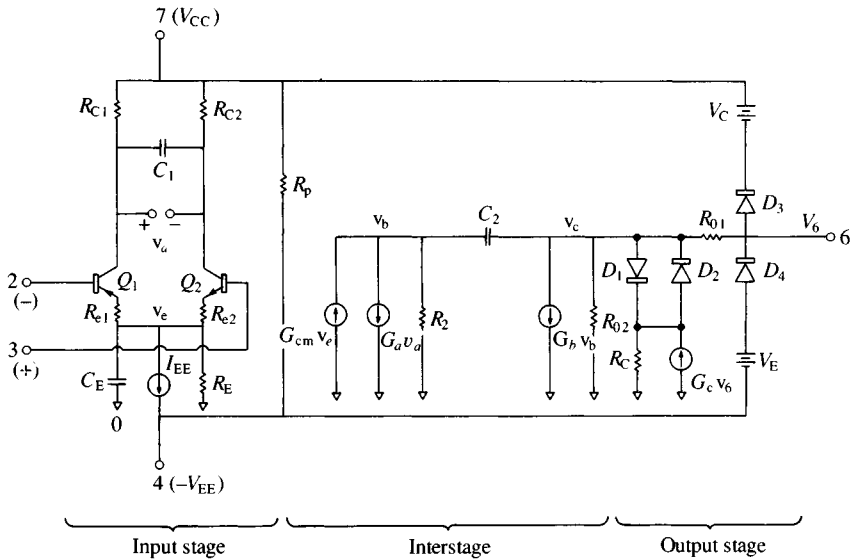 7 (V_CC)
R_C1
R_C2
C_1
+
−
v_a
R_p
2
(−)
Q_1
Q_2
R_e1
v_e
R_e2
3
(+)
I_EE
C_E
R_E
0
4 (−V_EE)
v_b
C_2
v_c
G_cm v_e
G_a v_a
R_2
G_b v_b
R_02
V_C
D_3
R_01
V_6
6
D_1
D_2
D_4
R_C
G_c v_6
V_E
Input stage
Interstage
Output stage